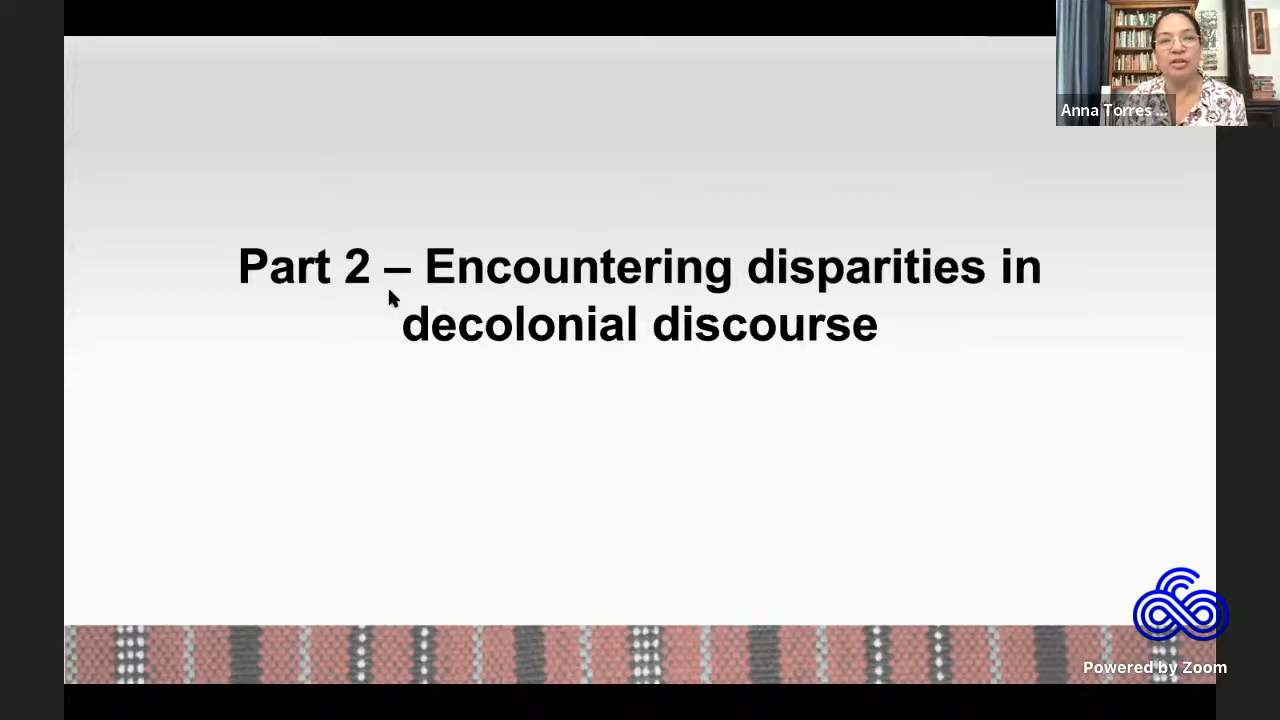 Anna Torres ...
Part 2 – Encountering disparities in
decolonial discourse
Powered by Zoom